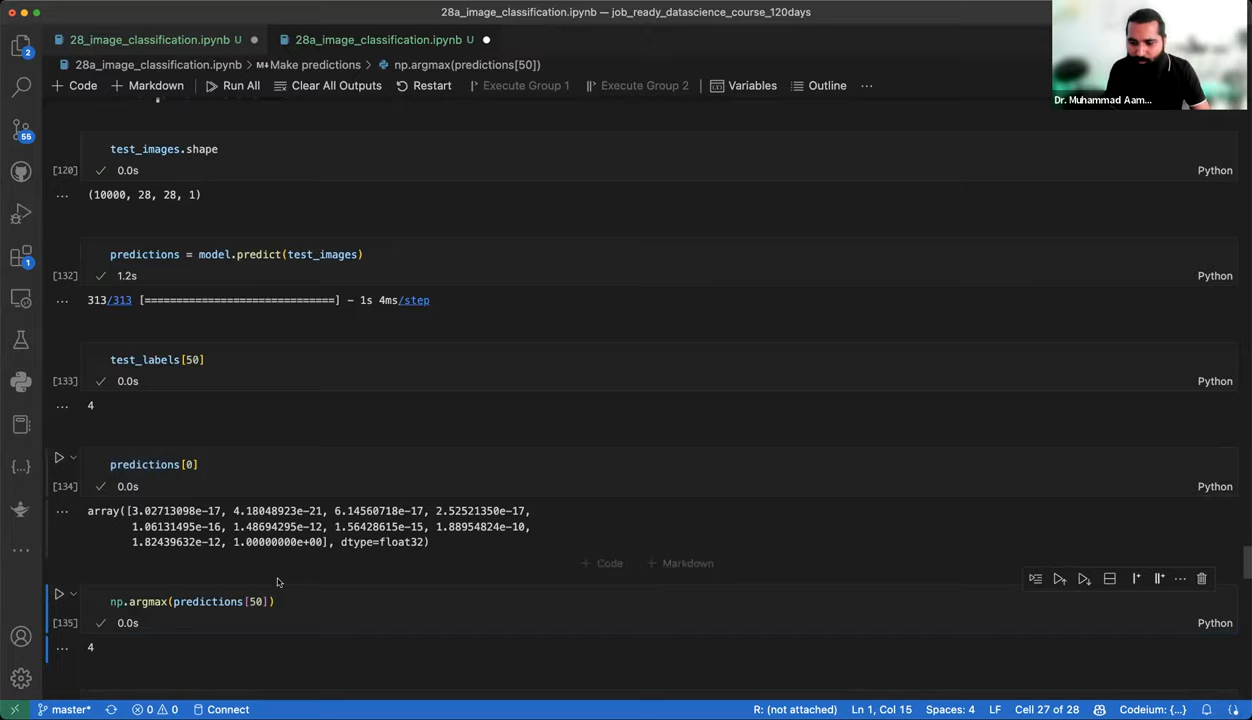 28a_image_classification.ipynb — job_ready_datascience_course_120days
28_image_classification.ipynb U
28a_image_classification.ipynb U
28a_image_classification.ipynb > M↓ Make predictions > np.argmax(predictions[50])
+ Code + Markdown Run All Clear All Outputs Restart Execute Group 1 Execute Group 2 Variables Outline ...
Dr. Muhammad Aam...
2
55
1
test_images.shape
[120] ✓ 0.0s Python
... (10000, 28, 28, 1)
predictions = model.predict(test_images)
[132] ✓ 1.2s Python
... 313/313 [==============================] - 1s 4ms/step
test_labels[50]
[133] ✓ 0.0s Python
... 4
predictions[0]
[134] ✓ 0.0s Python
... array([3.02713098e-17, 4.18048923e-21, 6.14560718e-17, 2.52521350e-17,
1.06131495e-16, 1.48694295e-12, 1.56428615e-15, 1.88954824e-10,
1.82439632e-12, 1.00000000e+00], dtype=float32)
+ Code + Markdown
np.argmax(predictions[50])
[135] ✓ 0.0s Python
... 4
master* 0 0 Connect R: (not attached) Ln 1, Col 15 Spaces: 4 LF Cell 27 of 28 Codeium: {...}